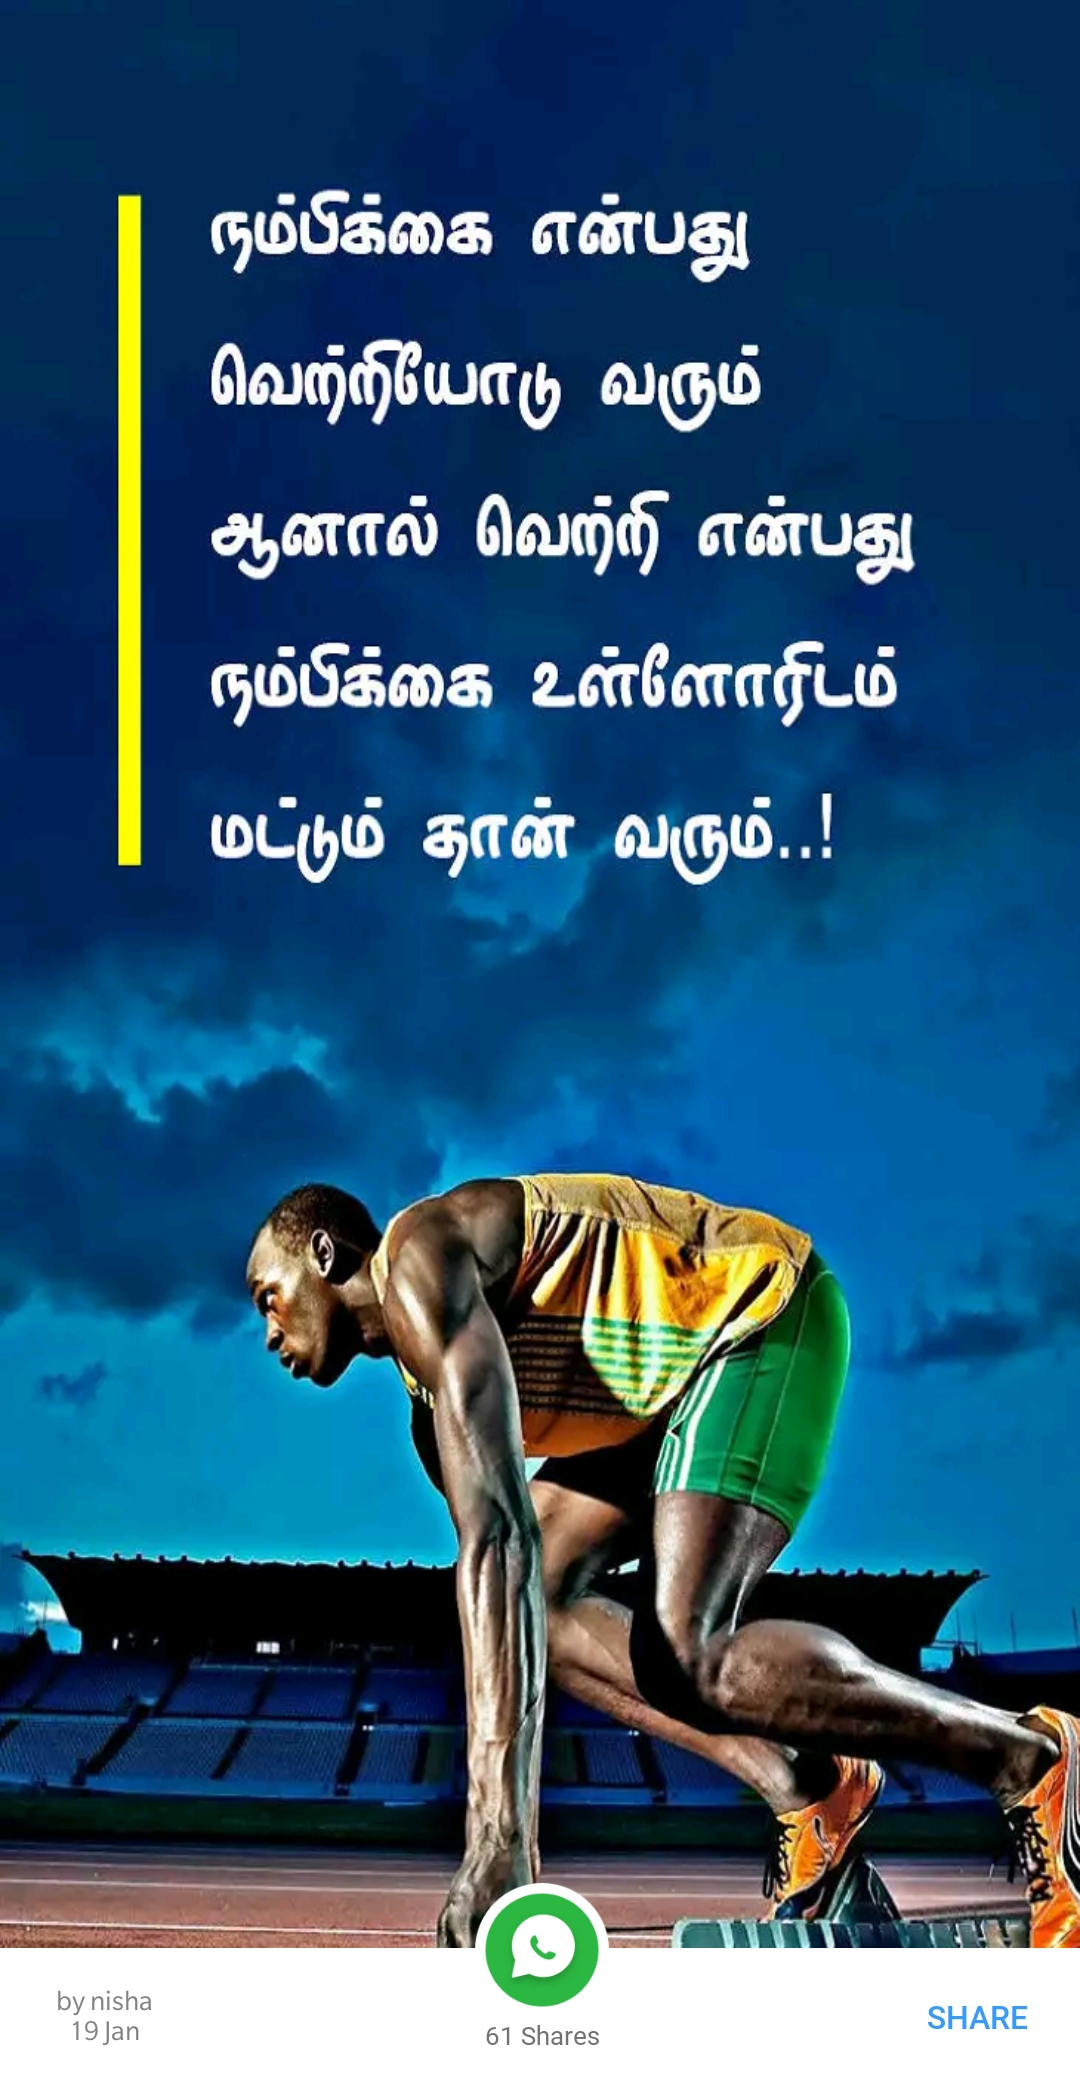 நம்பிக்கை என்பது
வெற்றியோடு வரும்
ஆனால் வெற்றி என்பது
நம்பிக்கை உள்ளோரிடம்
மட்டும் தான் வரும்..!
by nisha
19 Jan
61 Shares
SHARE